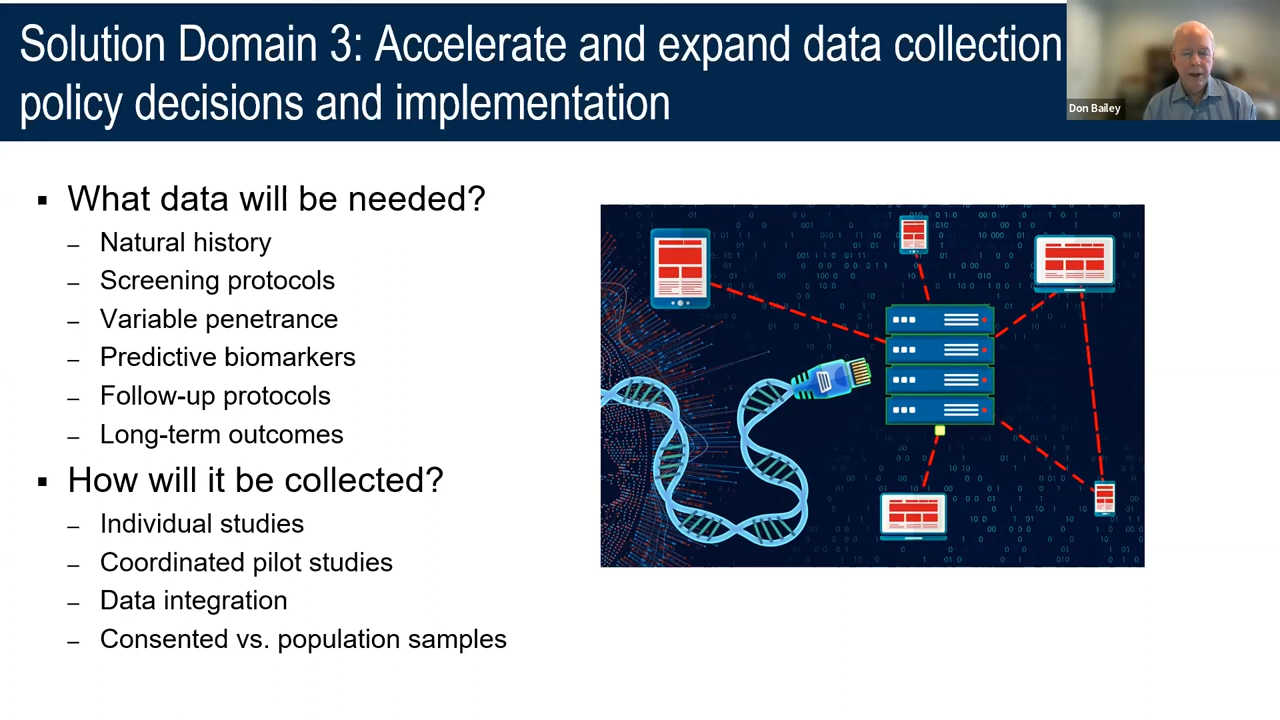 Solution Domain 3: Accelerate and expand data collection
policy decisions and implementation
Don Bailey
▪ What data will be needed?
– Natural history
– Screening protocols
– Variable penetrance
– Predictive biomarkers
– Follow-up protocols
– Long-term outcomes
▪ How will it be collected?
– Individual studies
– Coordinated pilot studies
– Data integration
– Consented vs. population samples